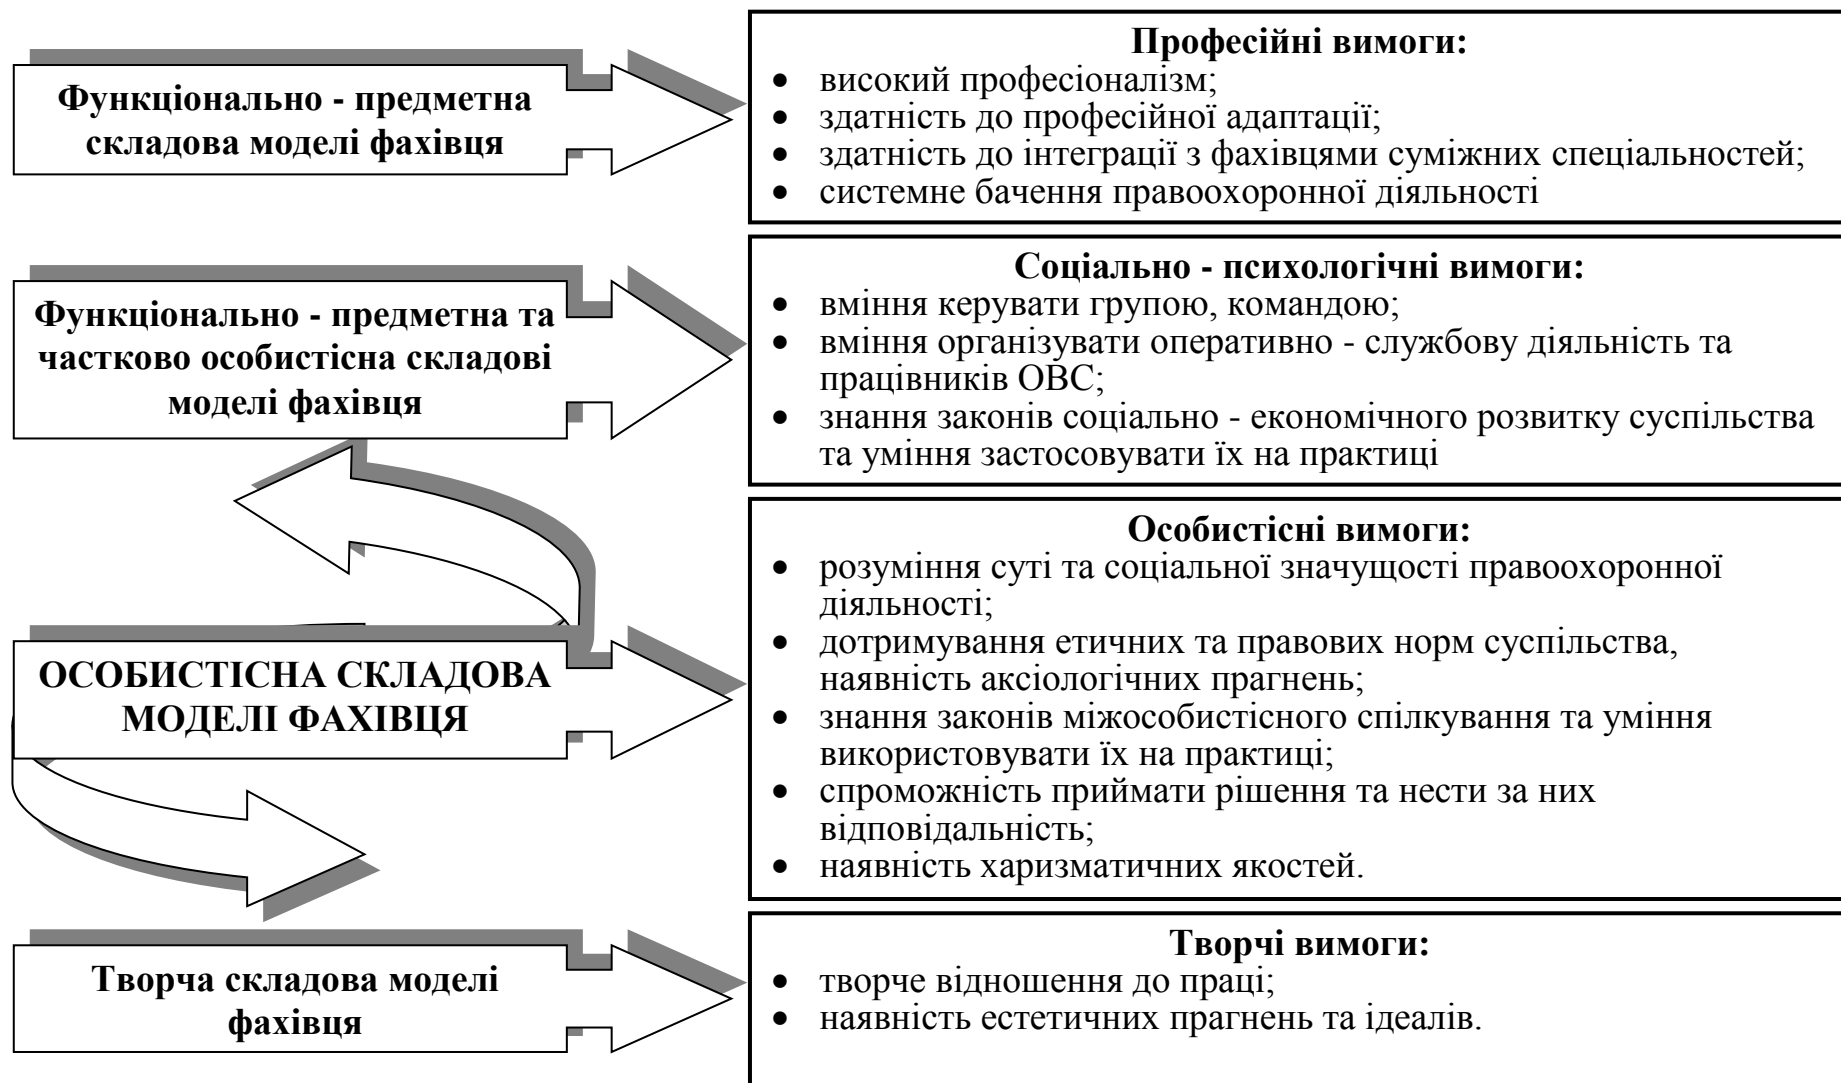 Функціонально - предметна
складова моделі фахівця
Професійні вимоги:
• високий професіоналізм;
• здатність до професійної адаптації;
• здатність до інтеграції з фахівцями суміжних спеціальностей;
• системне бачення правоохоронної діяльності
Функціонально - предметна та
частково особистісна складові
моделі фахівця
Соціально - психологічні вимоги:
• вміння керувати групою, командою;
• вміння організувати оперативно - службову діяльність та
працівників ОВС;
• знання законів соціально - економічного розвитку суспільства
та уміння застосовувати їх на практиці
ОСОБИСТІСНА СКЛАДОВА
МОДЕЛІ ФАХІВЦЯ
Особистісні вимоги:
• розуміння суті та соціальної значущості правоохоронної
діяльності;
• дотримування етичних та правових норм суспільства,
наявність аксіологічних прагнень;
• знання законів міжособистісного спілкування та уміння
використовувати їх на практиці;
• спроможність приймати рішення та нести за них
відповідальність;
• наявність харизматичних якостей.
Творча складова моделі
фахівця
Творчі вимоги:
• творче відношення до праці;
• наявність естетичних прагнень та ідеалів.